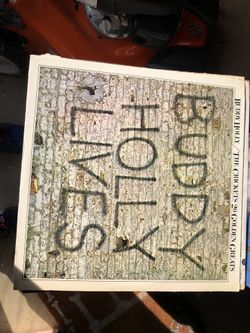 BUDDY HOLLY & THE CRICKETS 20 GOLDEN GREATS
BUDDY
HOLLY
LIVES